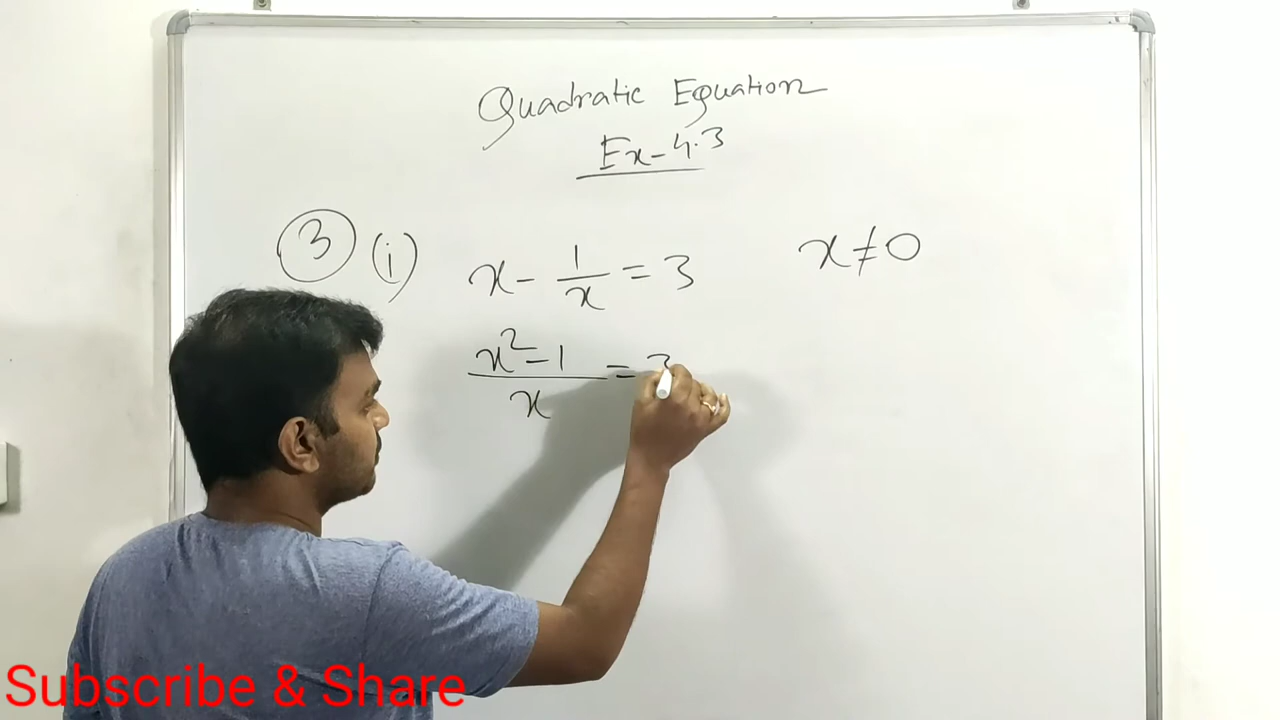 Quadratic Equation
Ex-4.3
3 (i) x - 1/x = 3 x ≠ 0
x² - 1 / x = 3
Subscribe & Share